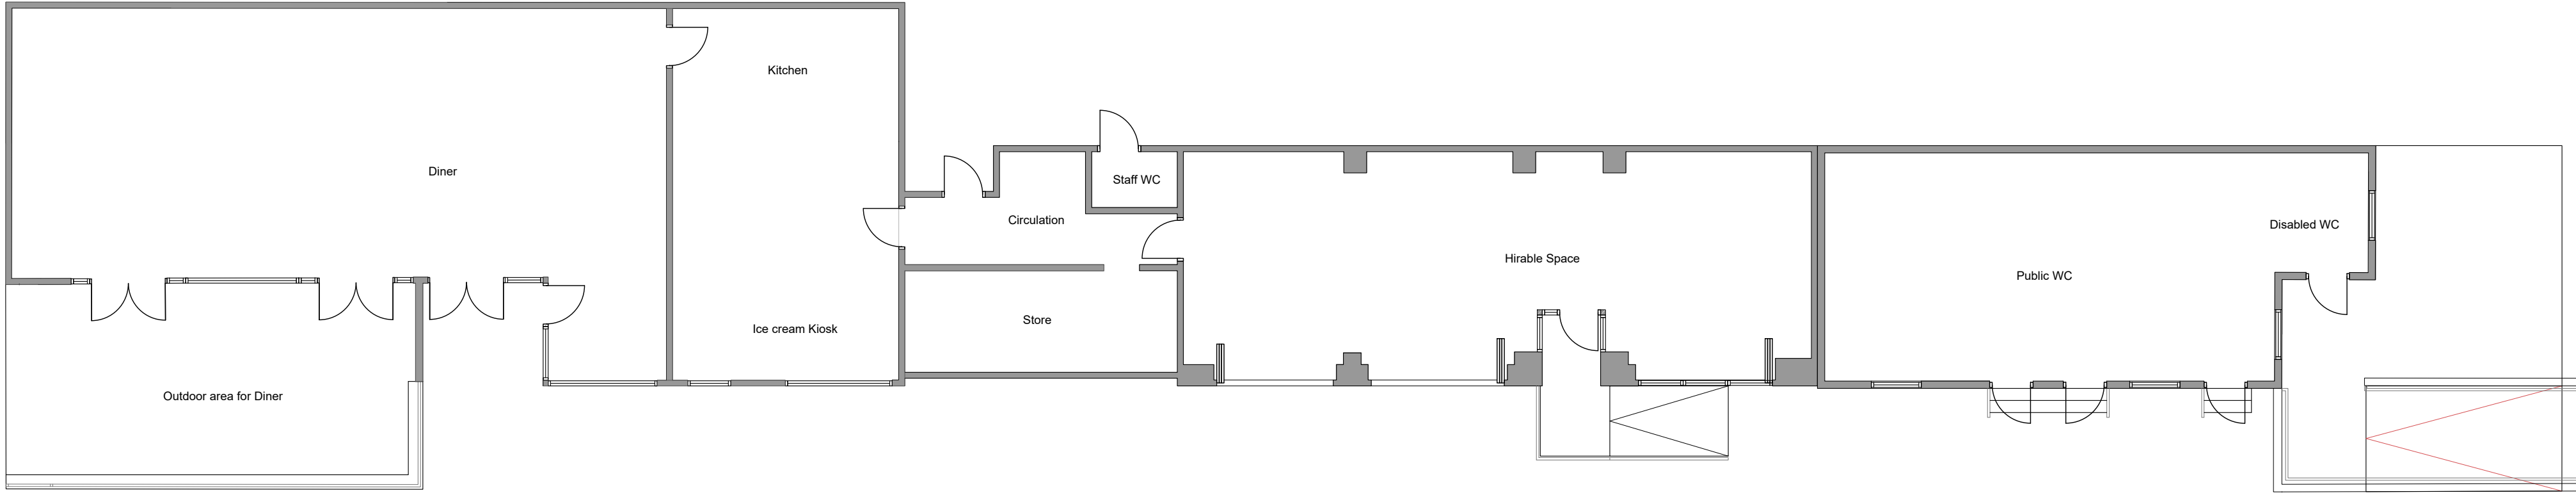 Kitchen
Diner
Staff WC
Circulation
Disabled WC
Hirable Space
Public WC
Store
Ice cream Kiosk
Outdoor area for Diner